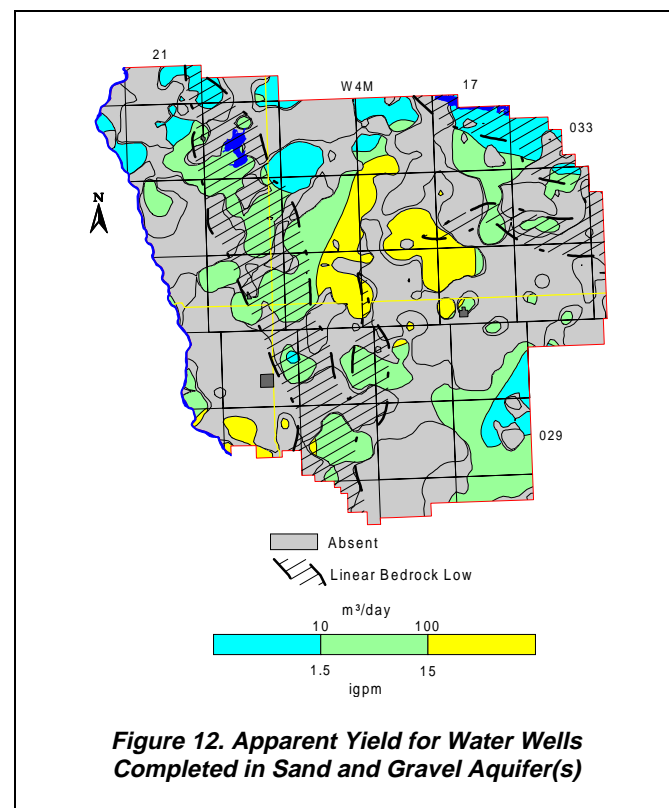 21
W4M
17
033
N
029
Absent
Linear Bedrock Low
m³/day
10 100
1.5 15
igpm
Figure 12. Apparent Yield for Water Wells
Completed in Sand and Gravel Aquifer(s)